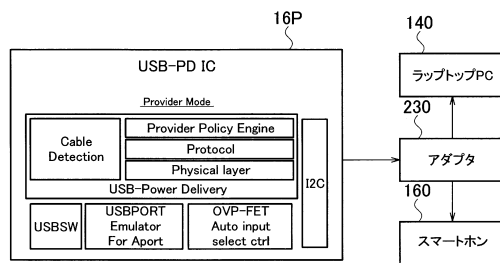 16P
USB-PD IC
Provider Mode
Cable
Detection
Provider Policy Engine
Protocol
Physical layer
USB-Power Delivery
I2C
USBSW
USBPORT
Emulator
For Aport
OVP-FET
Auto input
select ctrl
140
ラップトップPC
230
アダプタ
160
スマートホン